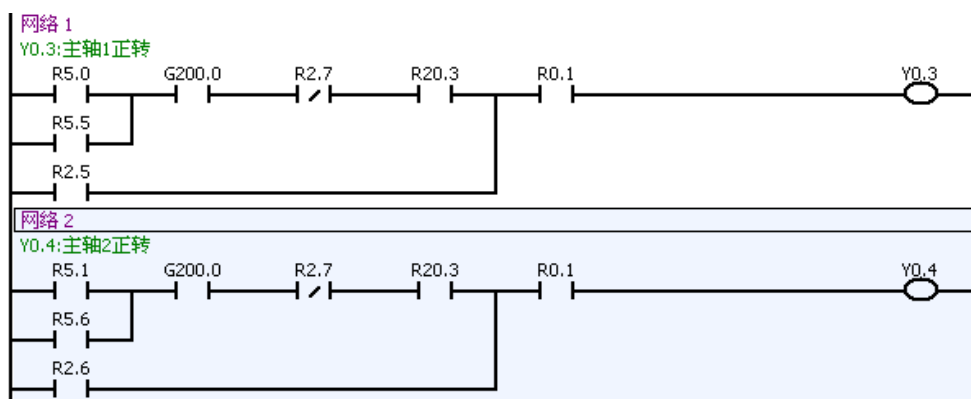 网络 1
Y0.3:主轴1正转
R5.0 G200.0 R2.7 R20.3 R0.1 Y0.3
R5.5
R2.5
网络 2
Y0.4:主轴2正转
R5.1 G200.0 R2.7 R20.3 R0.1 Y0.4
R5.6
R2.6